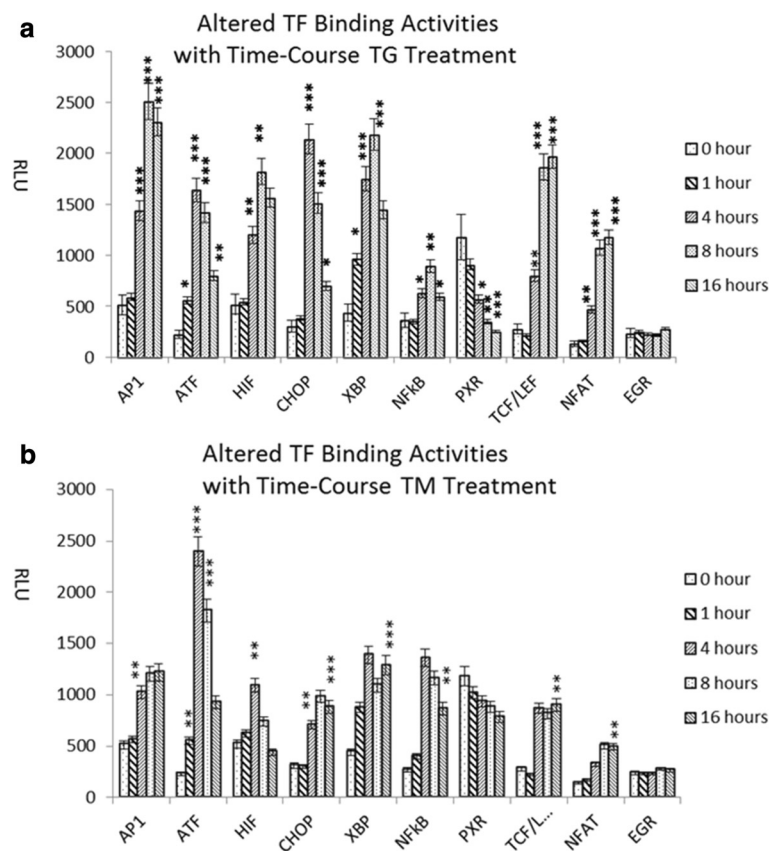 a
Altered TF Binding Activities
with Time-Course TG Treatment
3000
2500
2000
1500
1000
500
0
RLU
*** *** ***
* *** *** **
** **
*** *** *
* *** ***
* ** *
* ** ***
** *** ***
** *** ***
AP1
ATF
HIF
CHOP
XBP
NFkB
PXR
TCF/LEF
NFAT
EGR
0 hour
1 hour
4 hours
8 hours
16 hours
b
Altered TF Binding Activities
with Time-Course TM Treatment
3000
2500
2000
1500
1000
500
0
RLU
**
** *** ***
**
** ***
***
**
**
**
AP1
ATF
HIF
CHOP
XBP
NFkB
PXR
TCF/L...
NFAT
EGR
0 hour
1 hour
4 hours
8 hours
16 hours